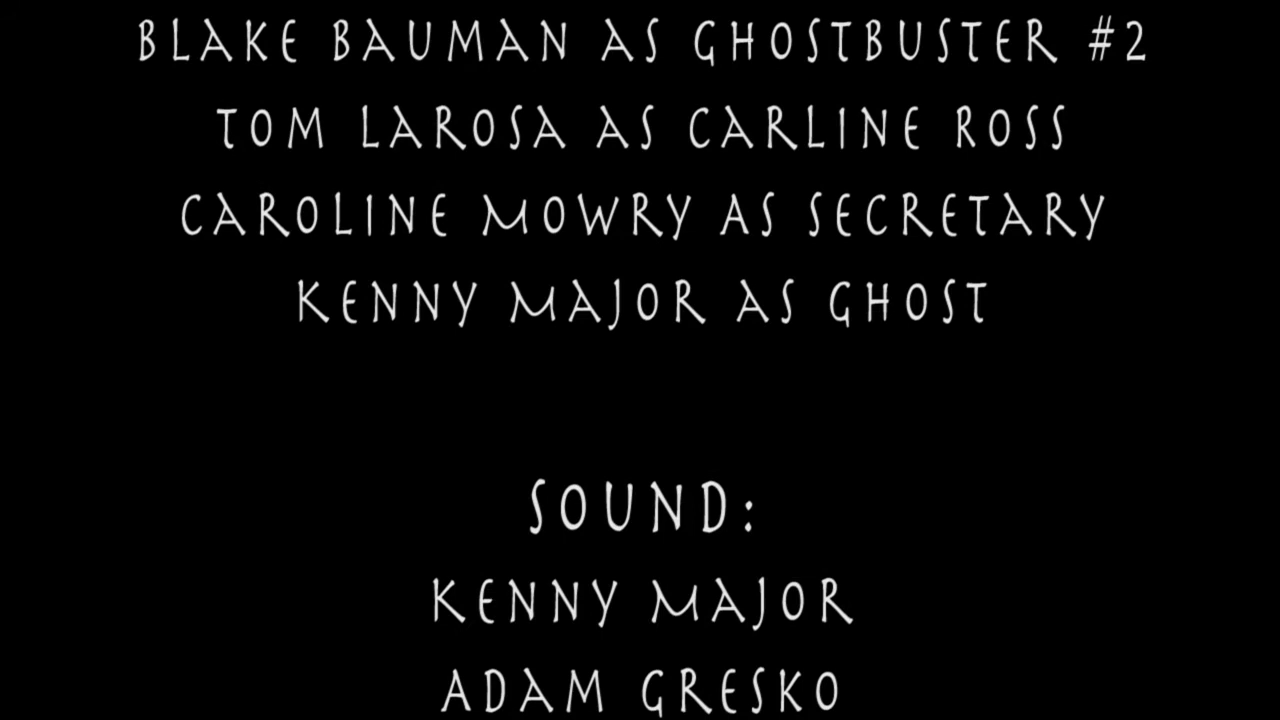 BLAKE BAUMAN AS GHOSTBUSTER #2
TOM LAROSA AS CARLINE ROSS
CAROLINE MOWRY AS SECRETARY
KENNY MAJOR AS GHOST
SOUND:
KENNY MAJOR
ADAM GRESKO